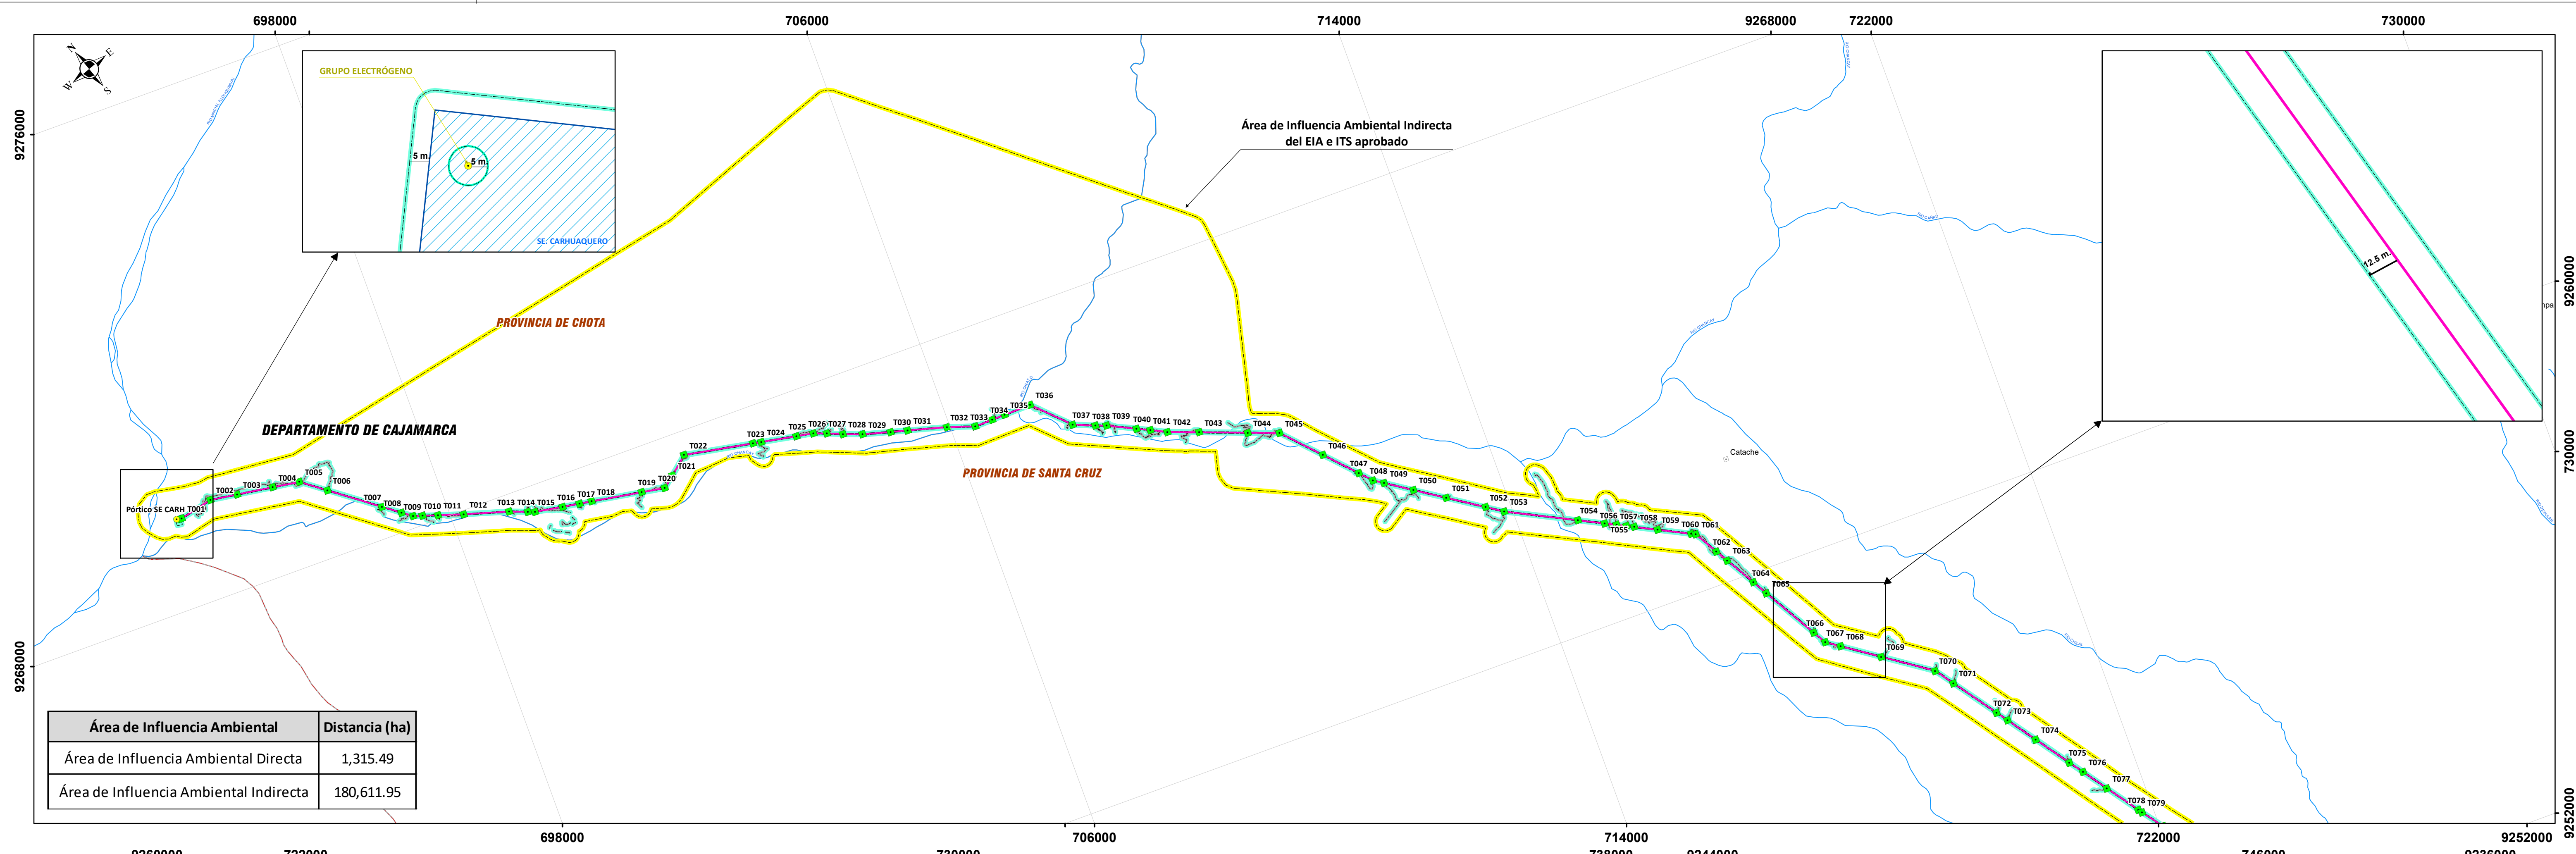 698000
706000
714000
9268000
722000
730000
9276000
9268000
N
E
W
S
GRUPO ELECTRÓGENO
5 m.
5 m.
SE. CARHUAQUERO
Área de Influencia Ambiental Indirecta
del EIA e ITS aprobado
12.5 m.
9260000
730000
9252000
PROVINCIA DE CHOTA
DEPARTAMENTO DE CAJAMARCA
PROVINCIA DE SANTA CRUZ
Catache
Pórtico SE CARH
T001
T002
T003
T004
T005
T006
T007
T008
T009
T010
T011
T012
T013
T014
T015
T016
T017
T018
T019
T020
T021
T022
T023
T024
T025
T026
T027
T028
T029
T030
T031
T032
T033
T034
T035
T036
T037
T038
T039
T040
T041
T042
T043
T044
T045
T046
T047
T048
T049
T050
T051
T052
T053
T054
T055
T056
T057
T058
T059
T060
T061
T062
T063
T064
T065
T066
T067
T068
T069
T070
T071
T072
T073
T074
T075
T076
T077
T078
T079
RIO CHANCAY
RIO CHANCAY
Área de Influencia Ambiental
Distancia (ha)
Área de Influencia Ambiental Directa
1,315.49
Área de Influencia Ambiental Indirecta
180,611.95
698000
706000
714000
722000
9252000